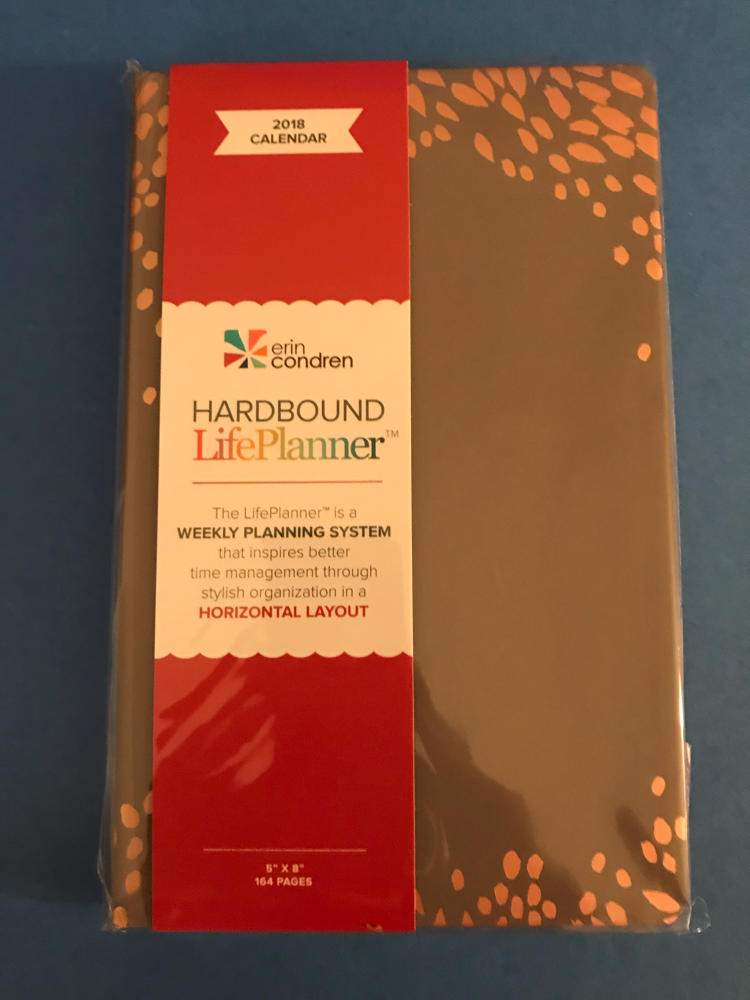 2018
CALENDAR
erin
condren
HARDBOUND
LifePlanner™
The LifePlanner™ is a
WEEKLY PLANNING SYSTEM
that inspires better
time management through
stylish organization in a
HORIZONTAL LAYOUT
5" X 8"
164 PAGES